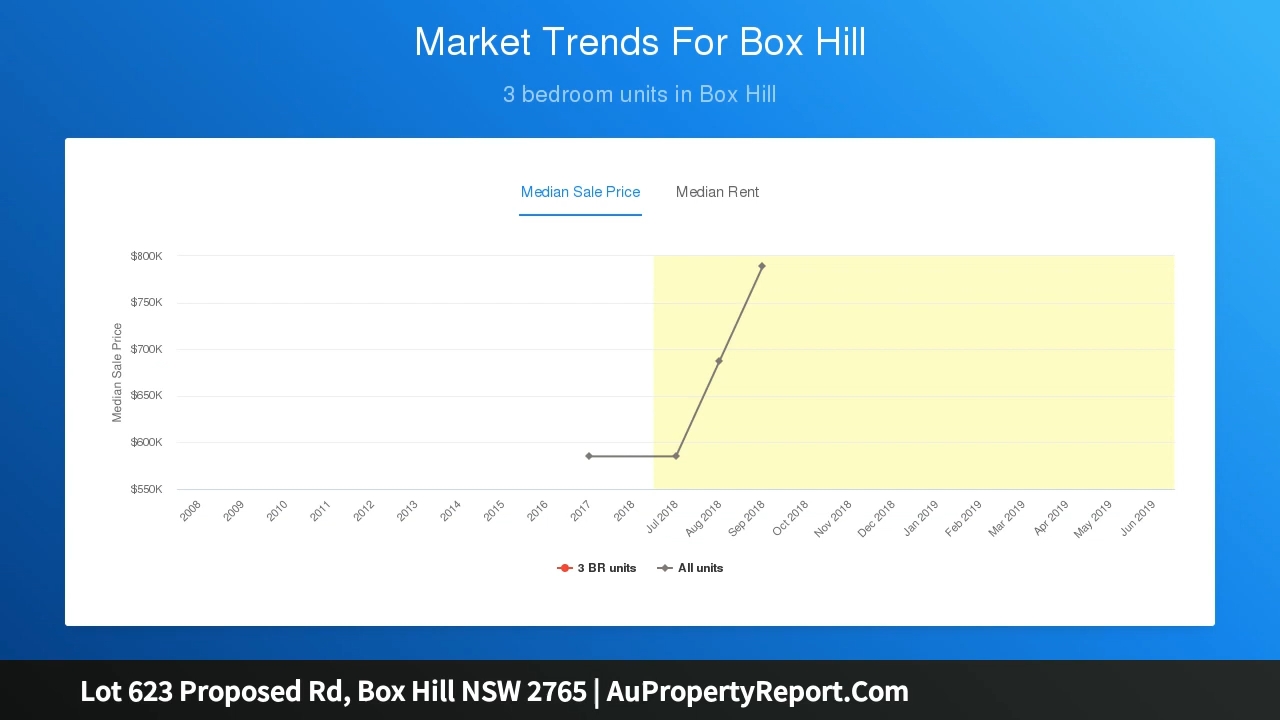 Market Trends For Box Hill
3 bedroom units in Box Hill
Median Sale Price
Median Rent
$800K
$750K
$700K
$650K
$600K
$550K
Median Sale Price
2008
2009
2010
2011
2012
2013
2014
2015
2016
2017
2018
Jul 2018
Aug 2018
Sep 2018
Oct 2018
Nov 2018
Dec 2018
Jan 2019
Feb 2019
Mar 2019
Apr 2019
May 2019
Jun 2019
3 BR units
All units
Lot 623 Proposed Rd, Box Hill NSW 2765 | AuPropertyReport.Com